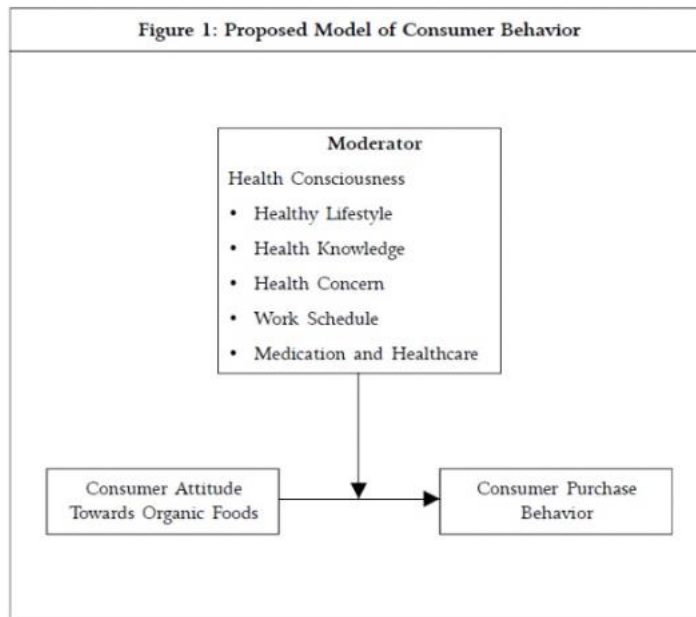 Figure 1: Proposed Model of Consumer Behavior
Moderator
Health Consciousness
• Healthy Lifestyle
• Health Knowledge
• Health Concern
• Work Schedule
• Medication and Healthcare
Consumer Attitude
Towards Organic Foods
Consumer Purchase
Behavior